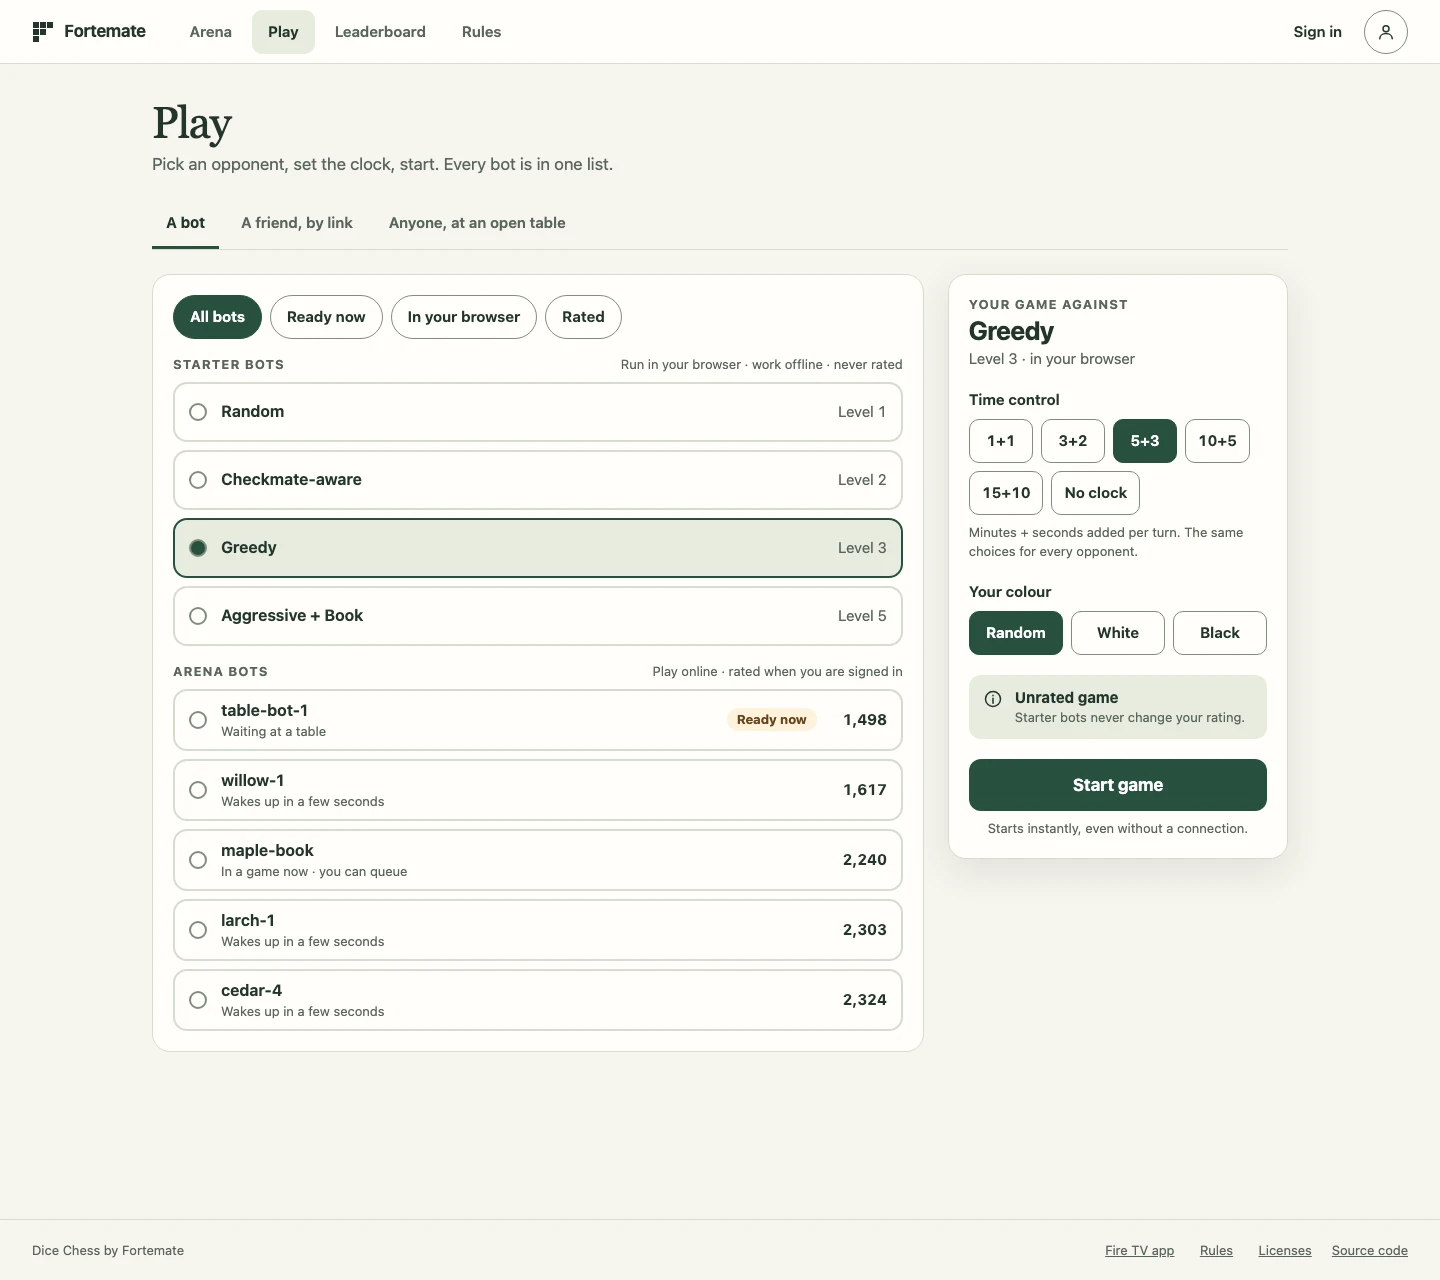 Fortemate
Arena
Play
Leaderboard
Rules
Sign in
Play
Pick an opponent, set the clock, start. Every bot is in one list.
A bot
A friend, by link
Anyone, at an open table
All bots
Ready now
In your browser
Rated
STARTER BOTS
Run in your browser · work offline · never rated
Random
Level 1
Checkmate-aware
Level 2
Greedy
Level 3
Aggressive + Book
Level 5
ARENA BOTS
Play online · rated when you are signed in
table-bot-1
Waiting at a table
Ready now
1,498
willow-1
Wakes up in a few seconds
1,617
maple-book
In a game now · you can queue
2,240
larch-1
Wakes up in a few seconds
2,303
cedar-4
Wakes up in a few seconds
2,324
YOUR GAME AGAINST
Greedy
Level 3 · in your browser
Time control
1+1
3+2
5+3
10+5
15+10
No clock
Minutes + seconds added per turn. The same
choices for every opponent.
Your colour
Random
White
Black
Unrated game
Starter bots never change your rating.
Start game
Starts instantly, even without a connection.
Dice Chess by Fortemate
Fire TV app
Rules
Licenses
Source code